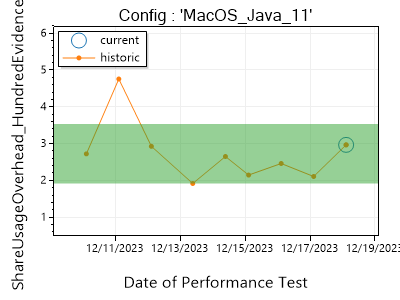 Config : 'MacOS_Java_11'
current
historic
6
5
4
3
2
1
ShareUsageOverhead_HundredEvidence
12/11/2023
12/13/2023
12/15/2023
12/17/2023
12/19/2023
Date of Performance Test